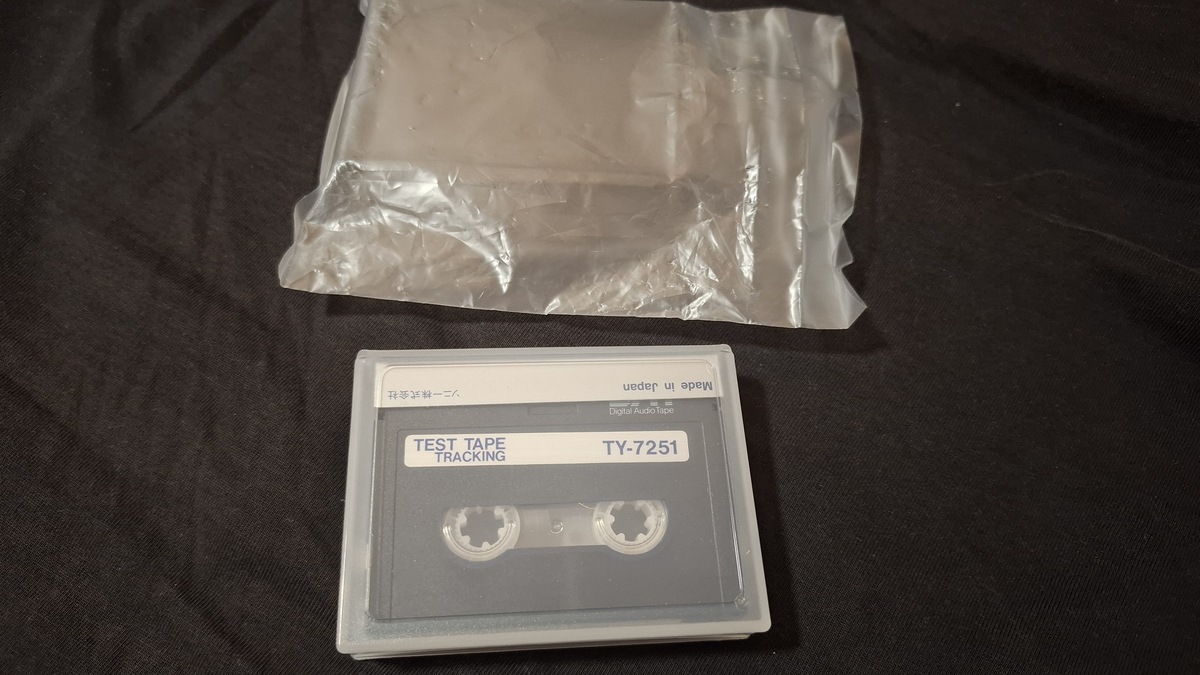 Made in Japan
ソニー株式会社
Digital Audio Tape
TEST TAPE
TRACKING
TY-7251